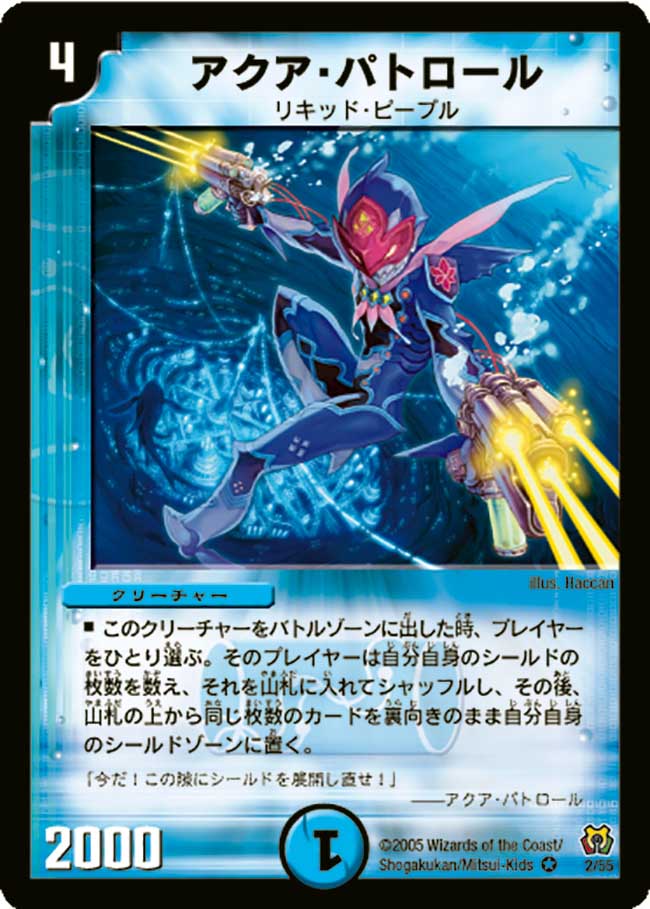 4
アクア・パトロール
リキッド・ピープル
illus. Haccan
クリーチャー
■ このクリーチャーをバトルゾーンに出した時、プレイヤー
をひとり選ぶ。そのプレイヤーは自分自身のシールドの
枚数を数え、それを山札に入れてシャッフルし、その後、
山札の上から同じ枚数のカードを裏向きのまま自分自身
のシールドゾーンに置く。
「今だ！この隙にシールドを展開し直せ！」
――アクア・パトロール
2000
1
©2005 Wizards of the Coast/
Shogakukan/Mitsui-Kids
2/55